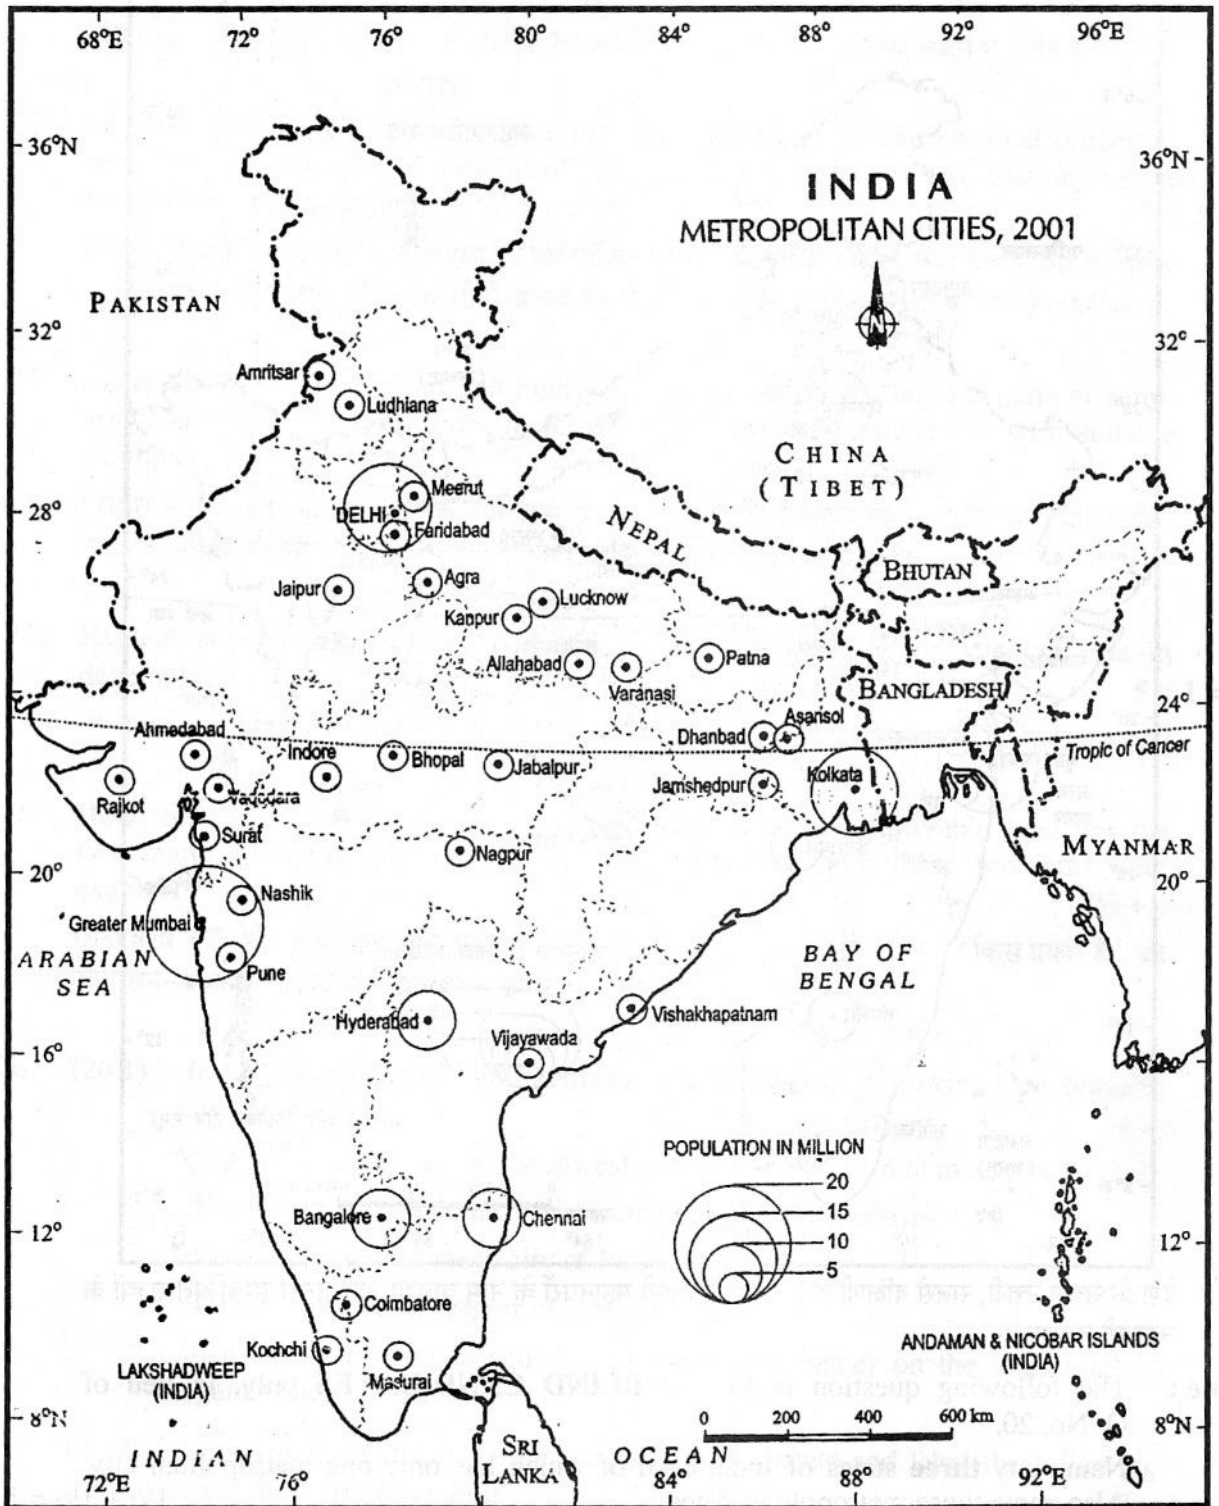 68°E 72° 76° 80° 84° 88° 92° 96°E
36°N 36°N
INDIA
METROPOLITAN CITIES, 2001
N
PAKISTAN
32° 32°
Amritsar
Ludhiana
CHINA
(TIBET)
Meerut
DELHI
28° 28°
Faridabad
NEPAL
BHUTAN
Agra
Jaipur
Lucknow
Kanpur
Allahabad
Patna
Varanasi
BANGLADESH
24°
Asansol
Ahmedabad
Dhanbad
Indore
Bhopal
Jabalpur
Tropic of Cancer
Kolkata
Jamshedpur
Rajkot
Vadodara
Surat
Nagpur
MYANMAR
20° 20°
Nashik
Greater Mumbai
ARABIAN
SEA
Pune
BAY OF
BENGAL
Hyderabad
Vishakhapatnam
Vijayawada
16° 16°
POPULATION IN MILLION
20
15
10
5
Bangalore
Chennai
12° 12°
Coimbatore
Kochchi
Madurai
LAKSHADWEEP
(INDIA)
ANDAMAN & NICOBAR ISLANDS
(INDIA)
8°N 8°N
0 200 400 600 km
INDIAN OCEAN
SRI
LANKA
72°E 76° 84° 88° 92°E